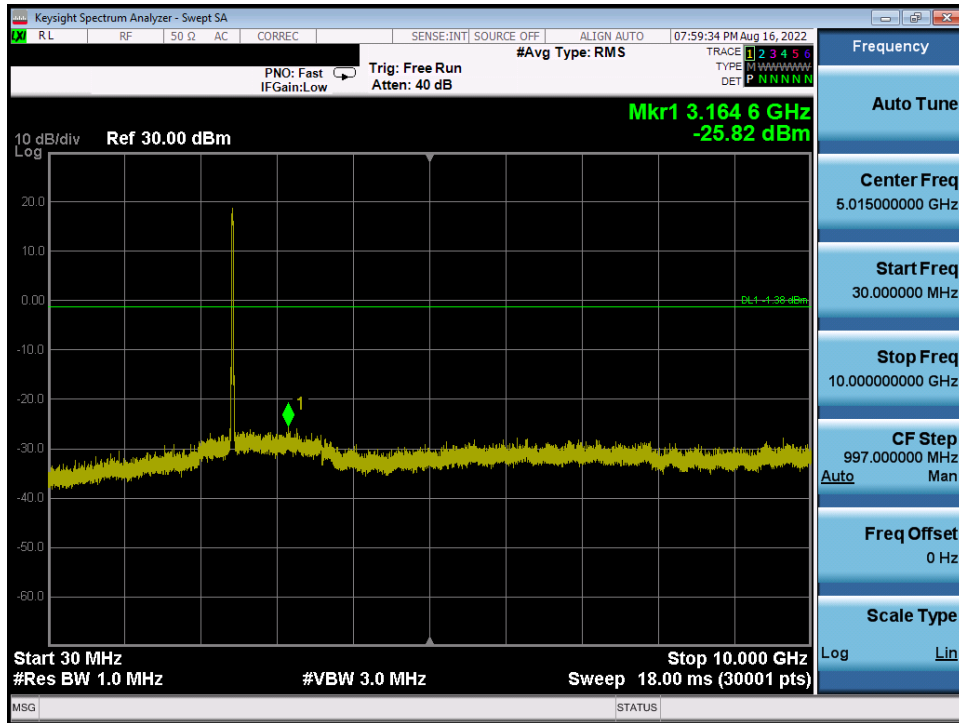 Keysight Spectrum Analyzer - Swept SA
LXI RL RF 50 Ω AC CORREC SENSE:INT SOURCE OFF ALIGN AUTO 07:59:34 PM Aug 16, 2022
#Avg Type: RMS
TRACE 1 2 3 4 5 6
TYPE M WWWWW
DET P N N N N N
PNO: Fast
IFGain:Low
Trig: Free Run
Atten: 40 dB
Mkr1 3.164 6 GHz
-25.82 dBm
10 dB/div
Log
Ref 30.00 dBm
20.0
10.0
0.00
-10.0
-20.0
-30.0
-40.0
-50.0
-60.0
DL1 -1.38 dBm
1
Start 30 MHz
Stop 10.000 GHz
#Res BW 1.0 MHz
#VBW 3.0 MHz
Sweep 18.00 ms (30001 pts)
MSG
STATUS
Frequency
Auto Tune
Center Freq
5.015000000 GHz
Start Freq
30.000000 MHz
Stop Freq
10.000000000 GHz
CF Step
997.000000 MHz
Auto Man
Freq Offset
0 Hz
Scale Type
Log Lin